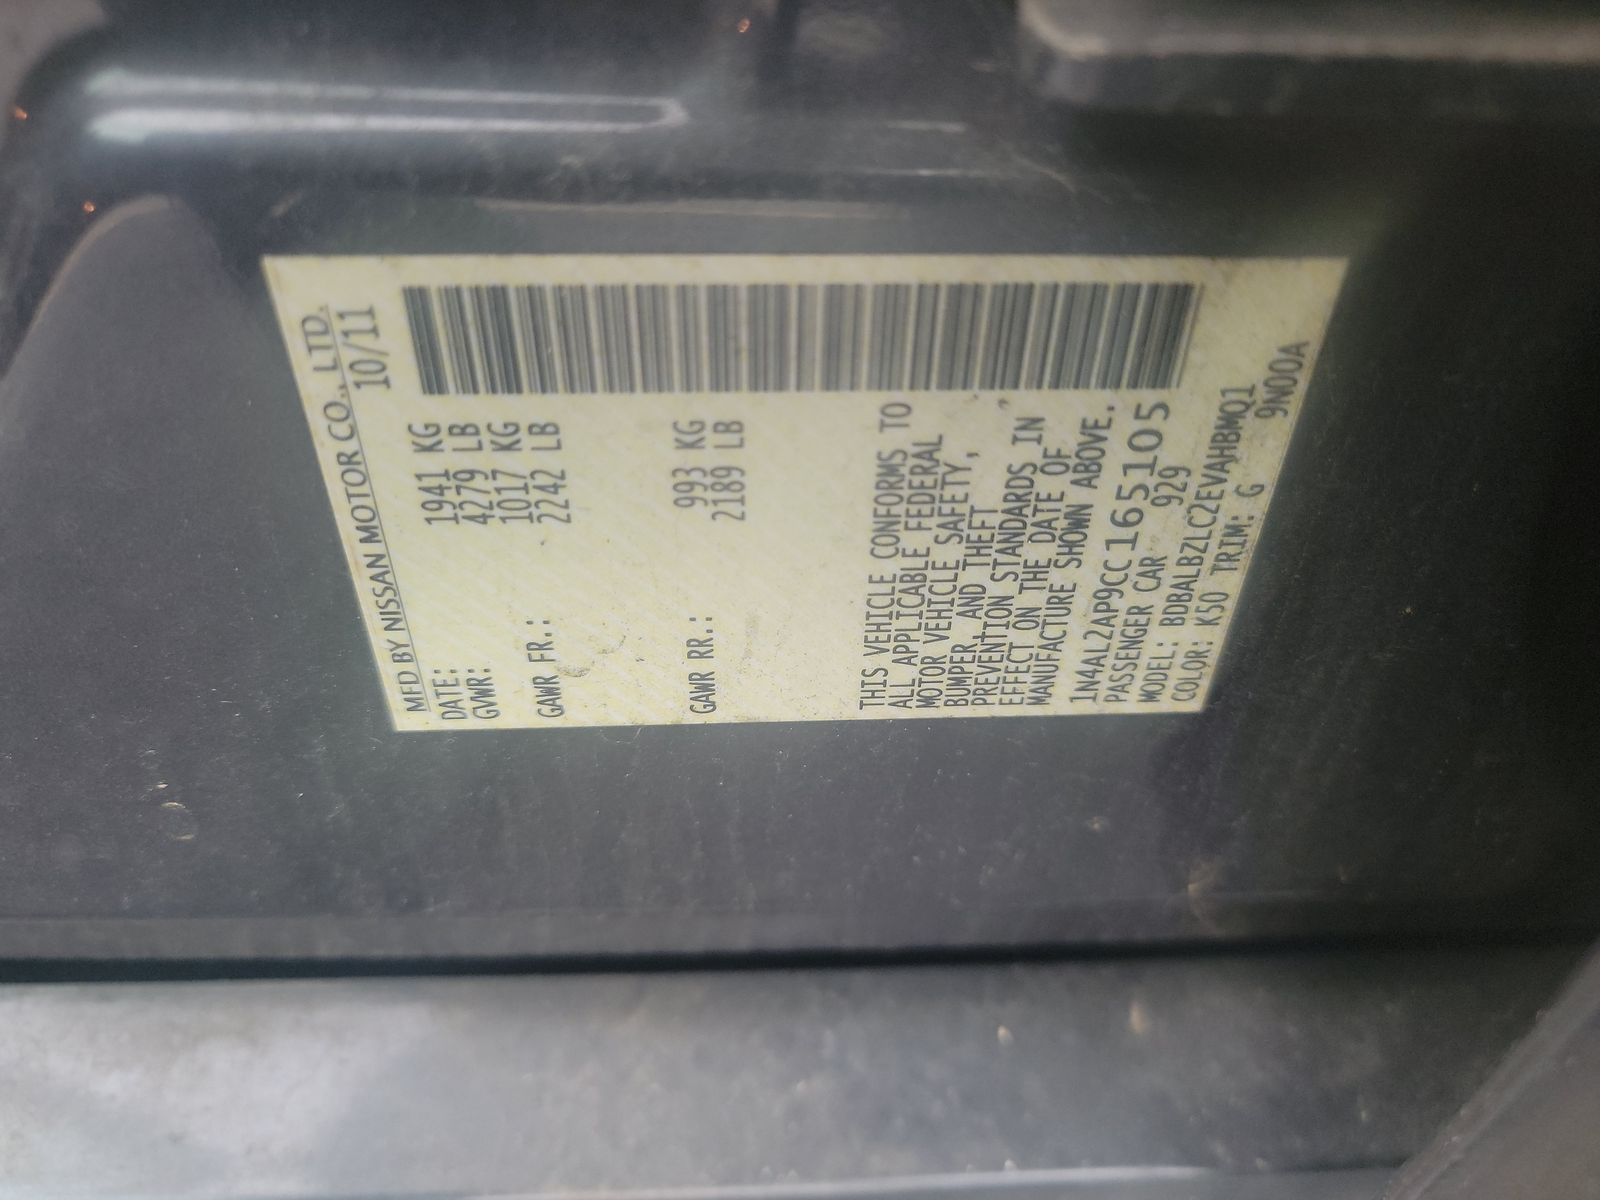 MFD BY NISSAN MOTOR CO., LTD.
DATE: 10/11
GVWR: 1941 KG
4279 LB
GAWR FR.: 1017 KG
2242 LB
GAWR RR.: 993 KG
2189 LB
THIS VEHICLE CONFORMS TO
ALL APPLICABLE FEDERAL
MOTOR VEHICLE SAFETY,
BUMPER AND THEFT
PREVENTION STANDARDS IN
EFFECT ON THE DATE OF
MANUFACTURE SHOWN ABOVE.
1N4AL2AP9CC165105
PASSENGER CAR 929
MODEL: BDBALBZLC2EVAHBMQ1
COLOR: K50 TRIM: G 9N00A